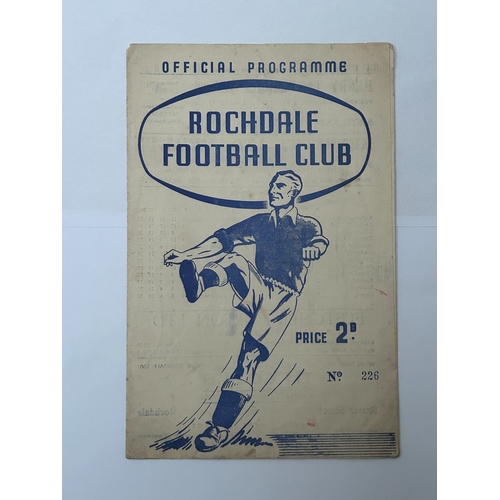 OFFICIAL PROGRAMME
ROCHDALE
FOOTBALL CLUB
PRICE 2D.
No 226